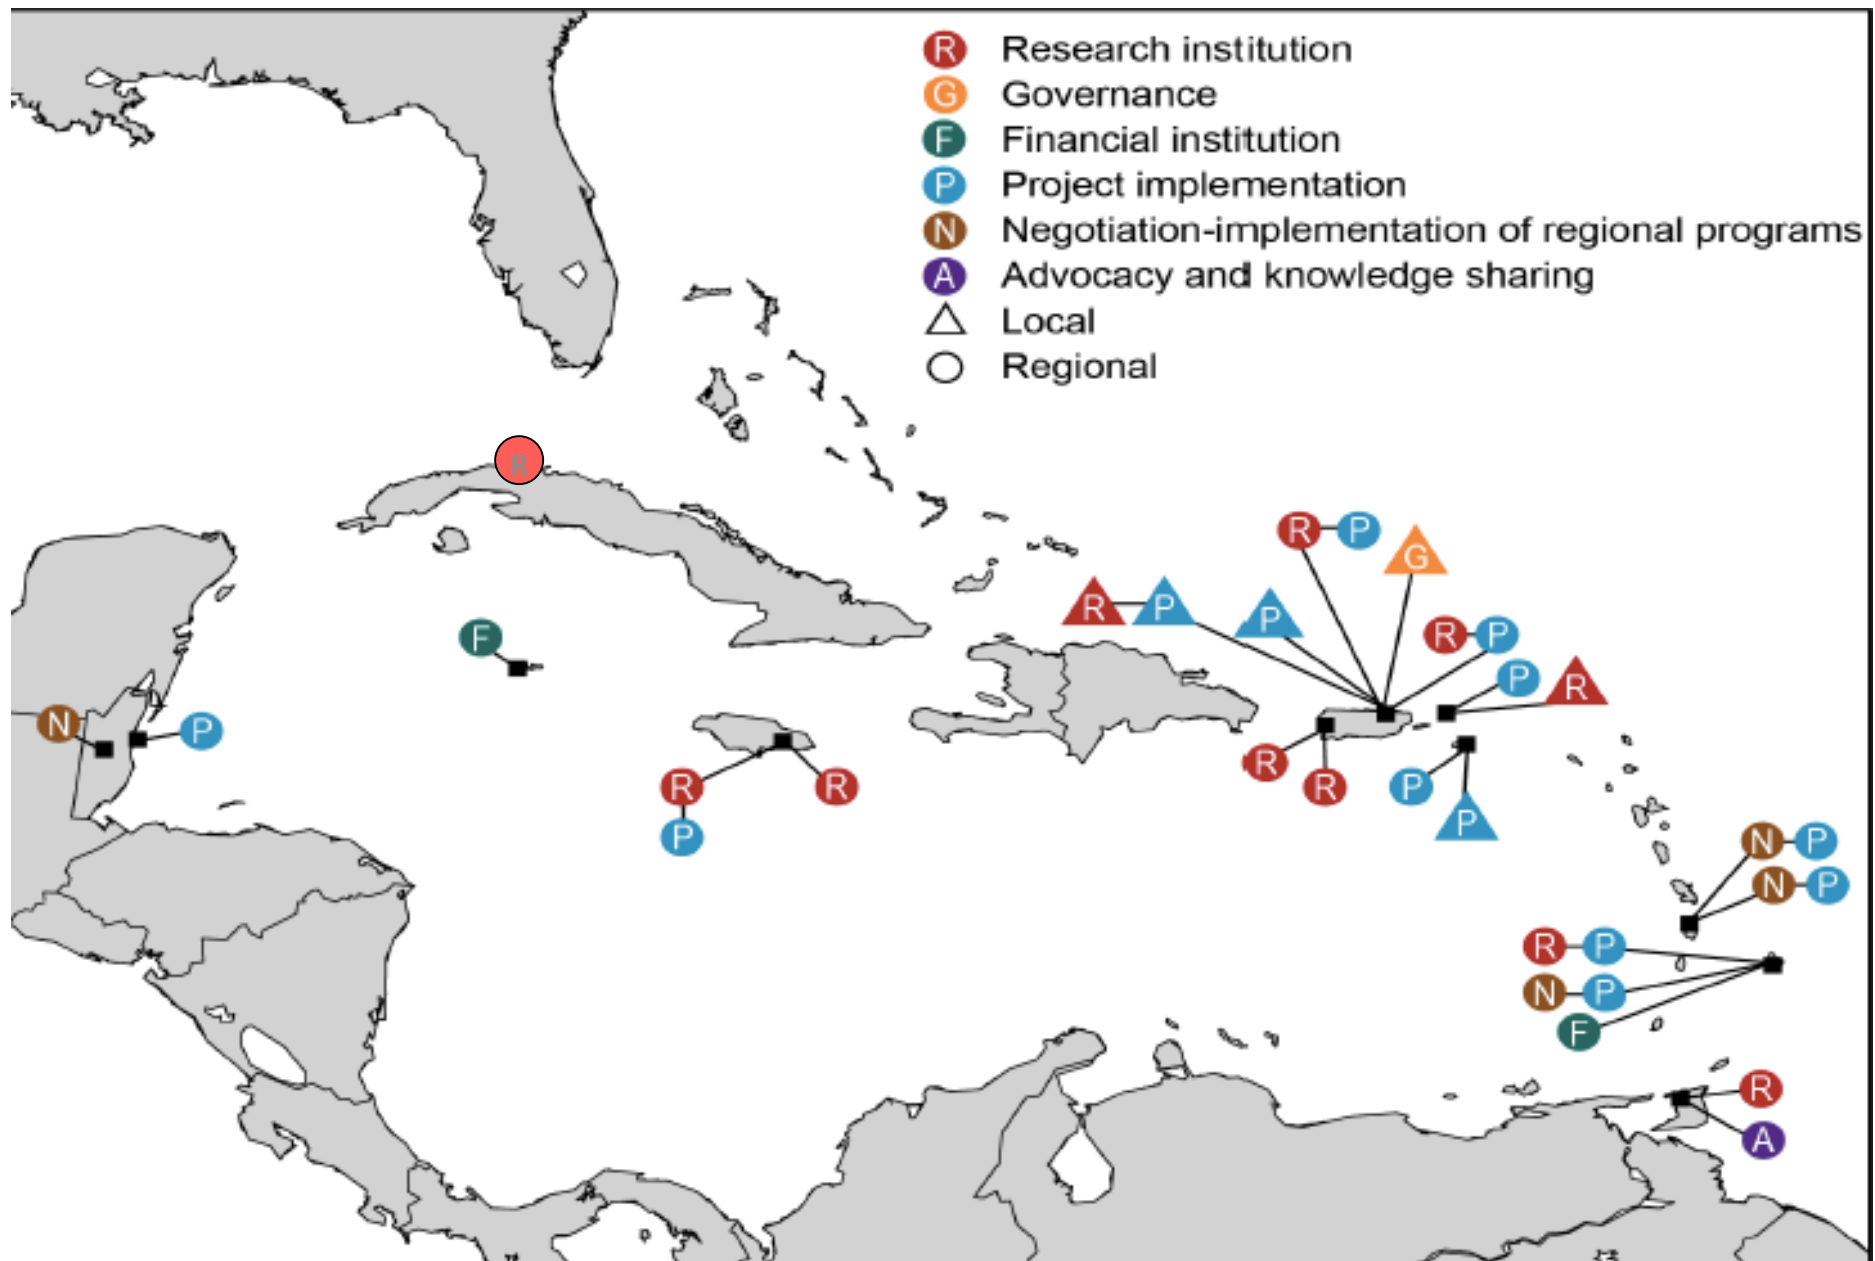 R Research institution
G Governance
F Financial institution
P Project implementation
N Negotiation-implementation of regional programs
A Advocacy and knowledge sharing
Local
Regional
R
R P
G
R P
P
R P
F
P
R
N
P
R
R
P
R
R
P
P
N P
N P
R P
N P
F
R
A